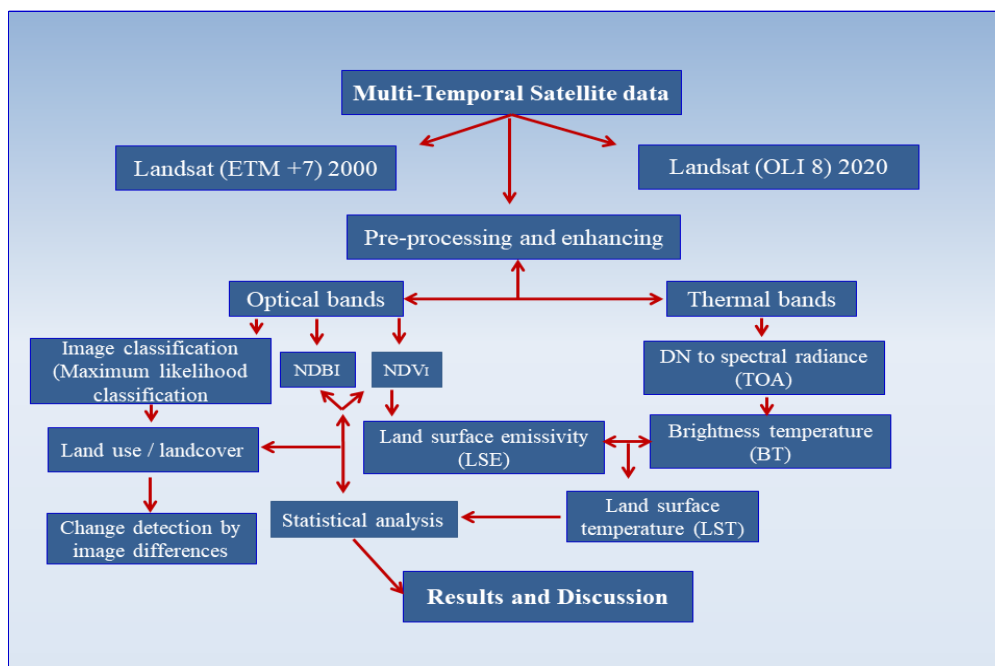 Multi-Temporal Satellite data
Landsat (ETM +7) 2000
Landsat (OLI 8) 2020
Pre-processing and enhancing
Optical bands
Thermal bands
Image classification
(Maximum likelihood
classification
NDBI
NDVI
DN to spectral radiance
(TOA)
Land use / landcover
Land surface emissivity
(LSE)
Brightness temperature
(BT)
Change detection by
image differences
Statistical analysis
Land surface
temperature (LST)
Results and Discussion